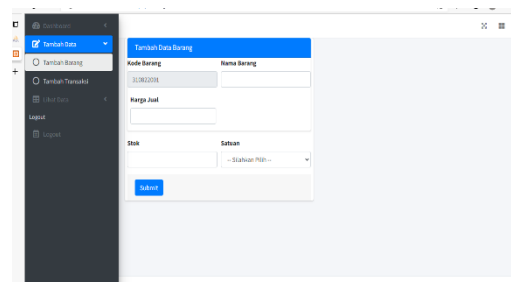 Dashboard
Tambah Data
Tambah Barang
Tambah Transaksi
Lihat Data
Logout
Logout
Tambah Data Barang
Kode Barang
Nama Barang
Harga Jual
Stok
Satuan
-- Silahkan Pilih --
Submit